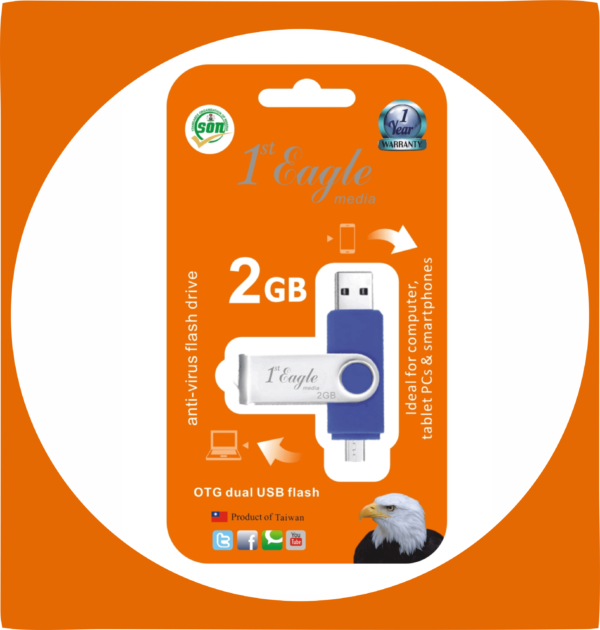 SON
1
Year
WARRANTY
1st Eagle
media
2GB
anti-virus flash drive
Ideal for computer,
tablet PCs & smartphones
1st Eagle
media
2GB
OTG dual USB flash
Product of Taiwan
You
Tube